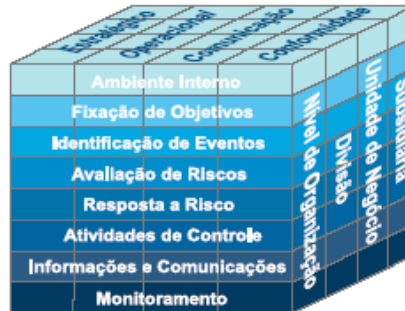 Estratégico
Operacional
Comunicação
Conformidade
Ambiente Interno
Fixação de Objetivos
Identificação de Eventos
Avaliação de Riscos
Resposta a Risco
Atividades de Controle
Informações e Comunicações
Monitoramento
Nível de Organização
Divisão
Unidade de Negócio
Subsidiária